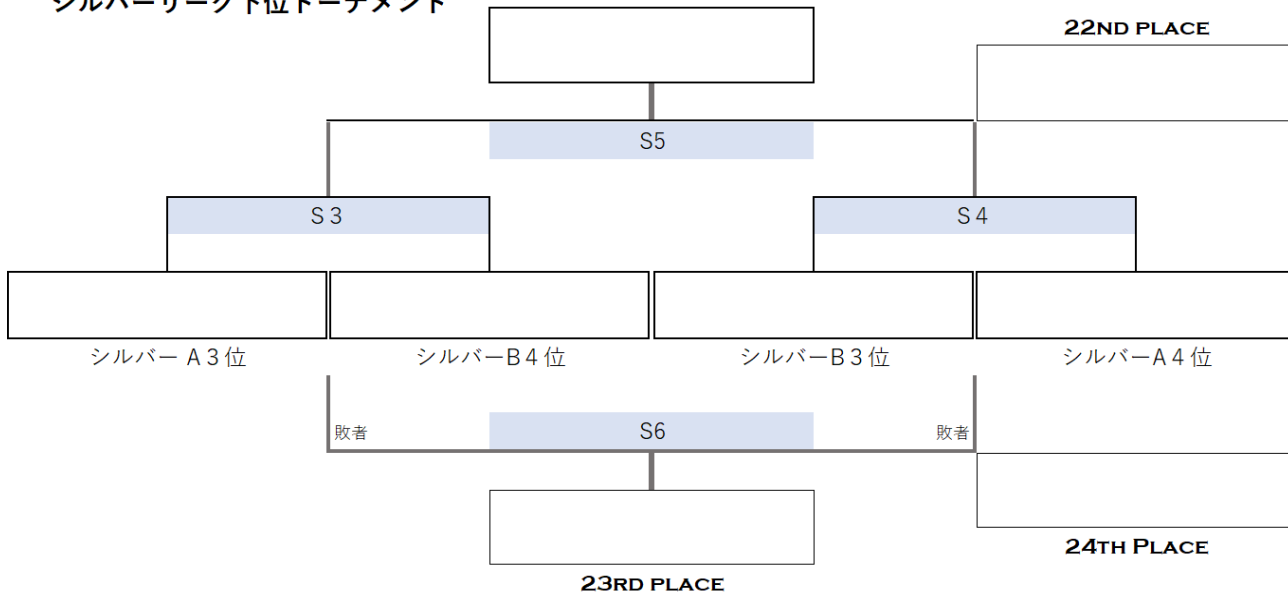 シルバーリーグ下位トーナメント
22ND PLACE
S5
S３
S４
シルバー A３位
シルバーB４位
シルバーB３位
シルバーA４位
敗者
S6
敗者
24TH PLACE
23RD PLACE